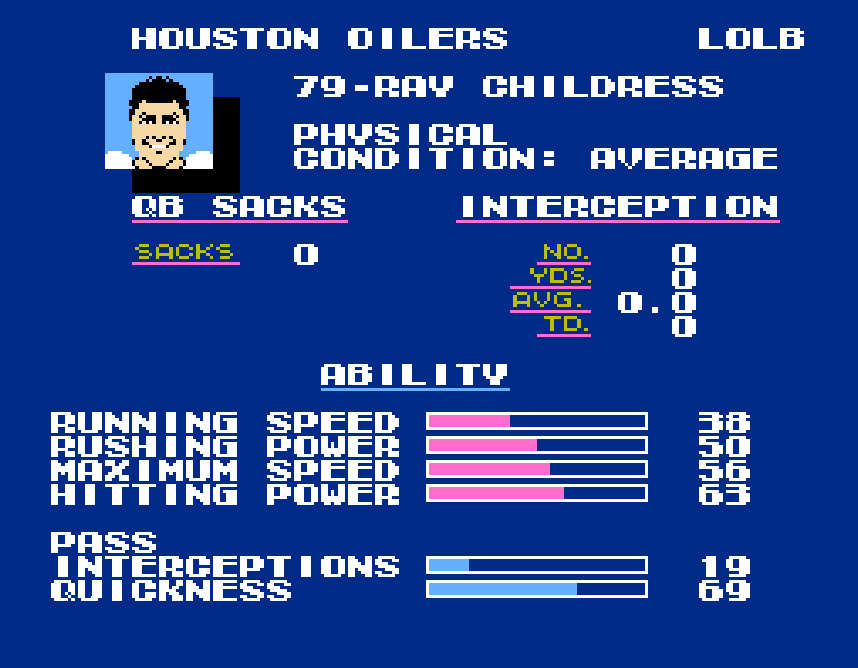 HOUSTON OILERS LOLB
79-RAY CHILDRESS
PHYSICAL
CONDITION: AVERAGE
QB SACKS INTERCEPTION
SACKS 0 NO. 0
YDS. 0
AVG. 0.0
TD. 0
ABILITY
RUNNING SPEED 38
RUSHING POWER 50
MAXIMUM SPEED 56
HITTING POWER 63
PASS
INTERCEPTIONS 19
QUICKNESS 69